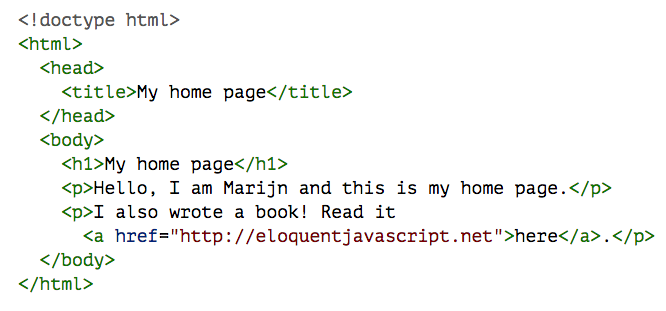 <!doctype html>
<html>
  <head>
    <title>My home page</title>
  </head>
  <body>
    <h1>My home page</h1>
    <p>Hello, I am Marijn and this is my home page.</p>
    <p>I also wrote a book! Read it
      <a href="http://eloquentjavascript.net">here</a>.</p>
  </body>
</html>